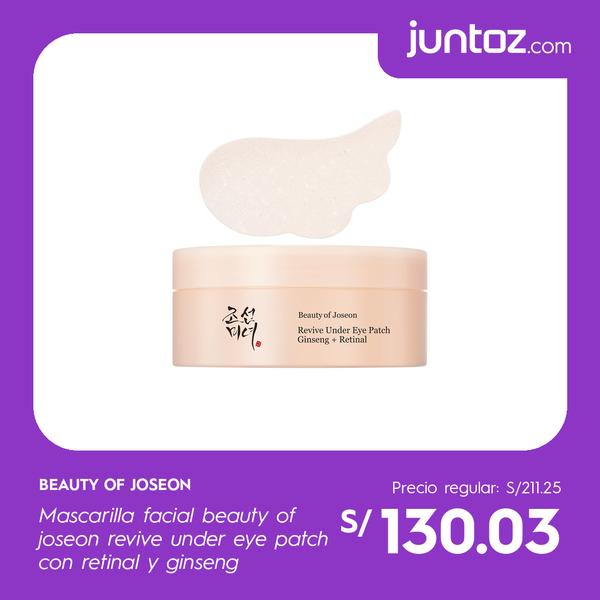 juntoz.com
조선
미녀
Beauty of Joseon
Revive Under Eye Patch
Ginseng + Retinal
BEAUTY OF JOSEON
Mascarilla facial beauty of
joseon revive under eye patch
con retinal y ginseng
Precio regular: S/211.25
S/130.03